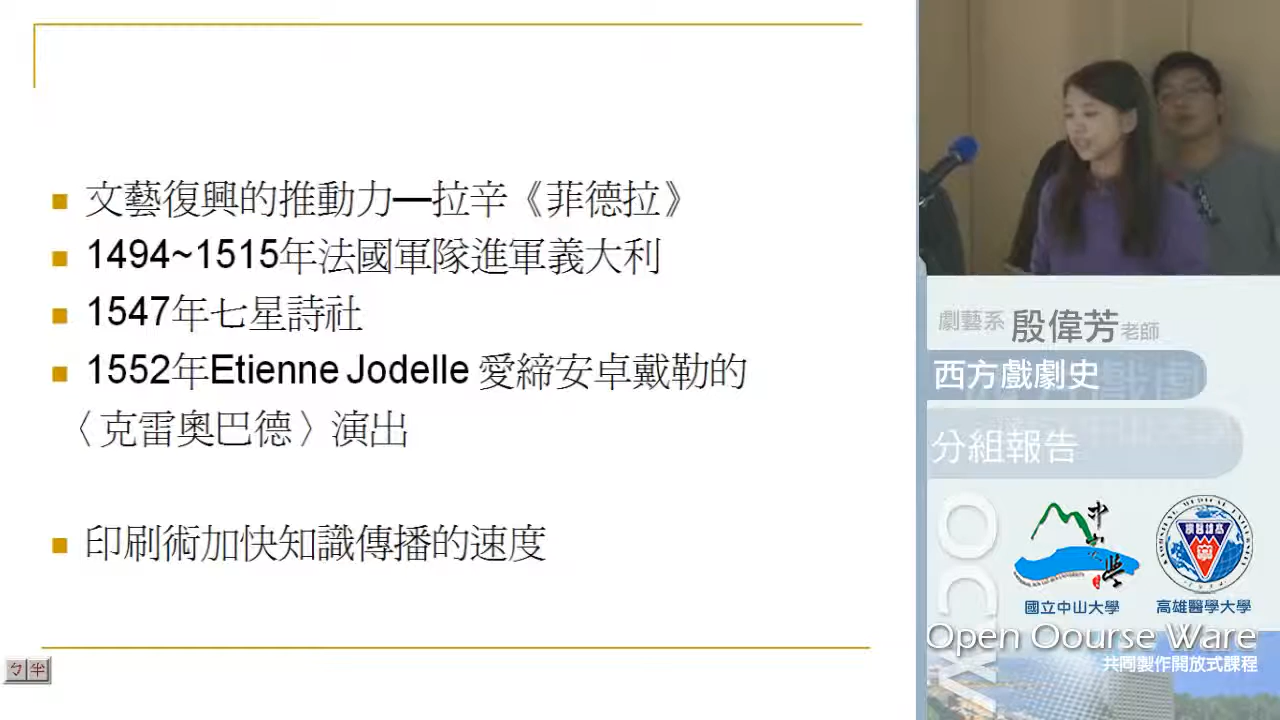 文藝復興的推動力—拉辛《菲德拉》
1494~1515年法國軍隊進軍義大利
1547年七星詩社
1552年Etienne Jodelle 愛締安卓戴勒的
〈克雷奧巴德〉演出
印刷術加快知識傳播的速度
ㄅ半
劇藝系 殷偉芳老師
西方戲劇史
分組報告
OCW
國立中山大學
高雄醫學大學
Open Oourse Ware
共同製作開放式課程